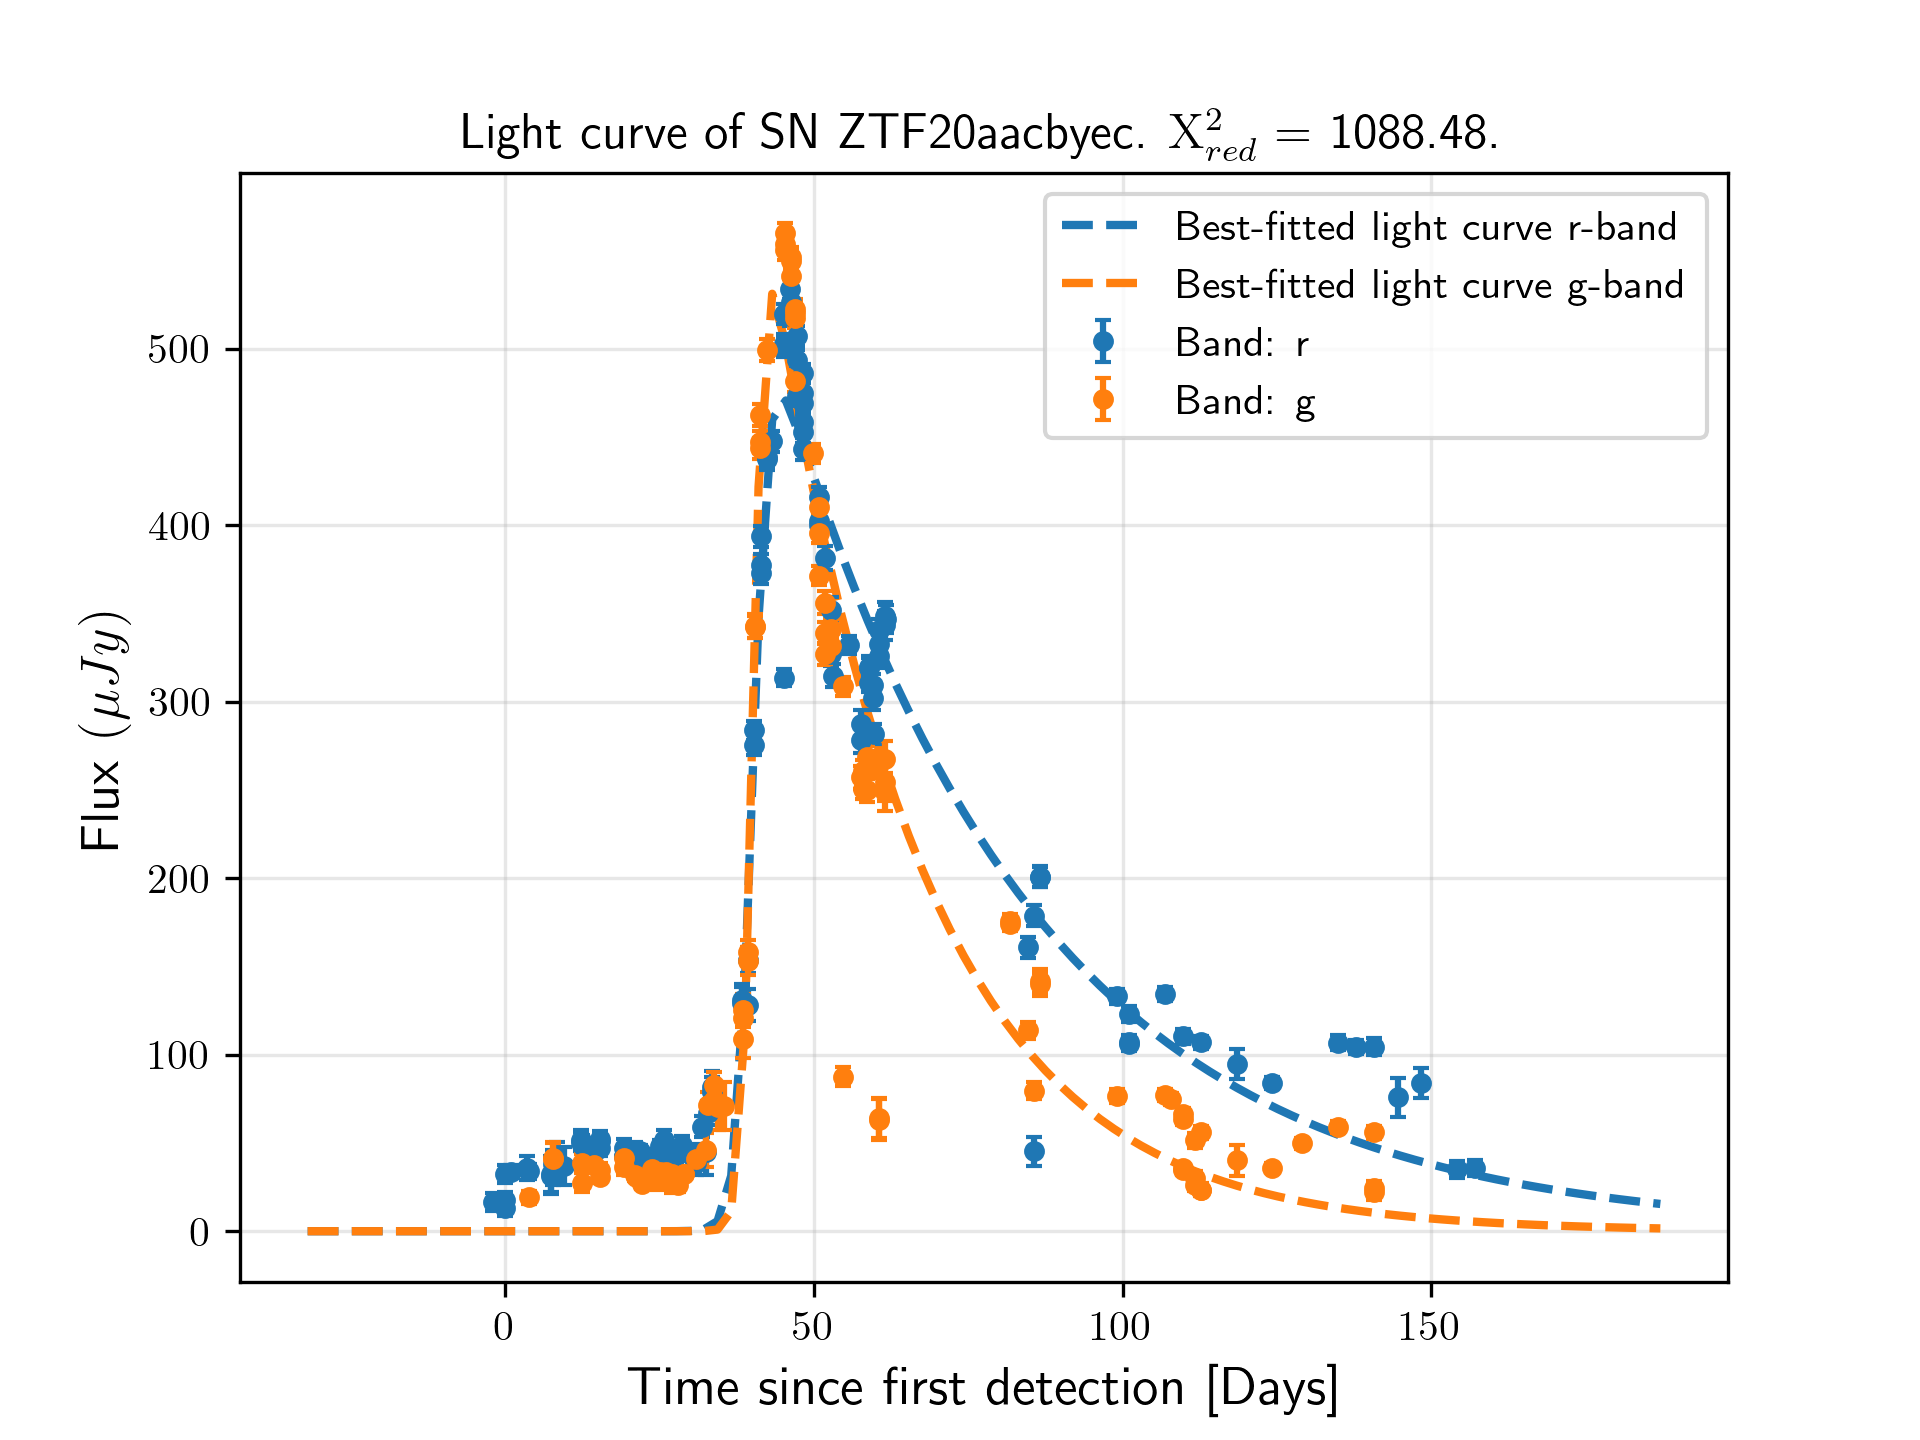 Light curve of SN ZTF20aacbyec. X²_red = 1088.48.
Best-fitted light curve r-band
Best-fitted light curve g-band
Band: r
Band: g
Flux (μJy)
500
400
300
200
100
0
0 50 100 150
Time since first detection [Days]